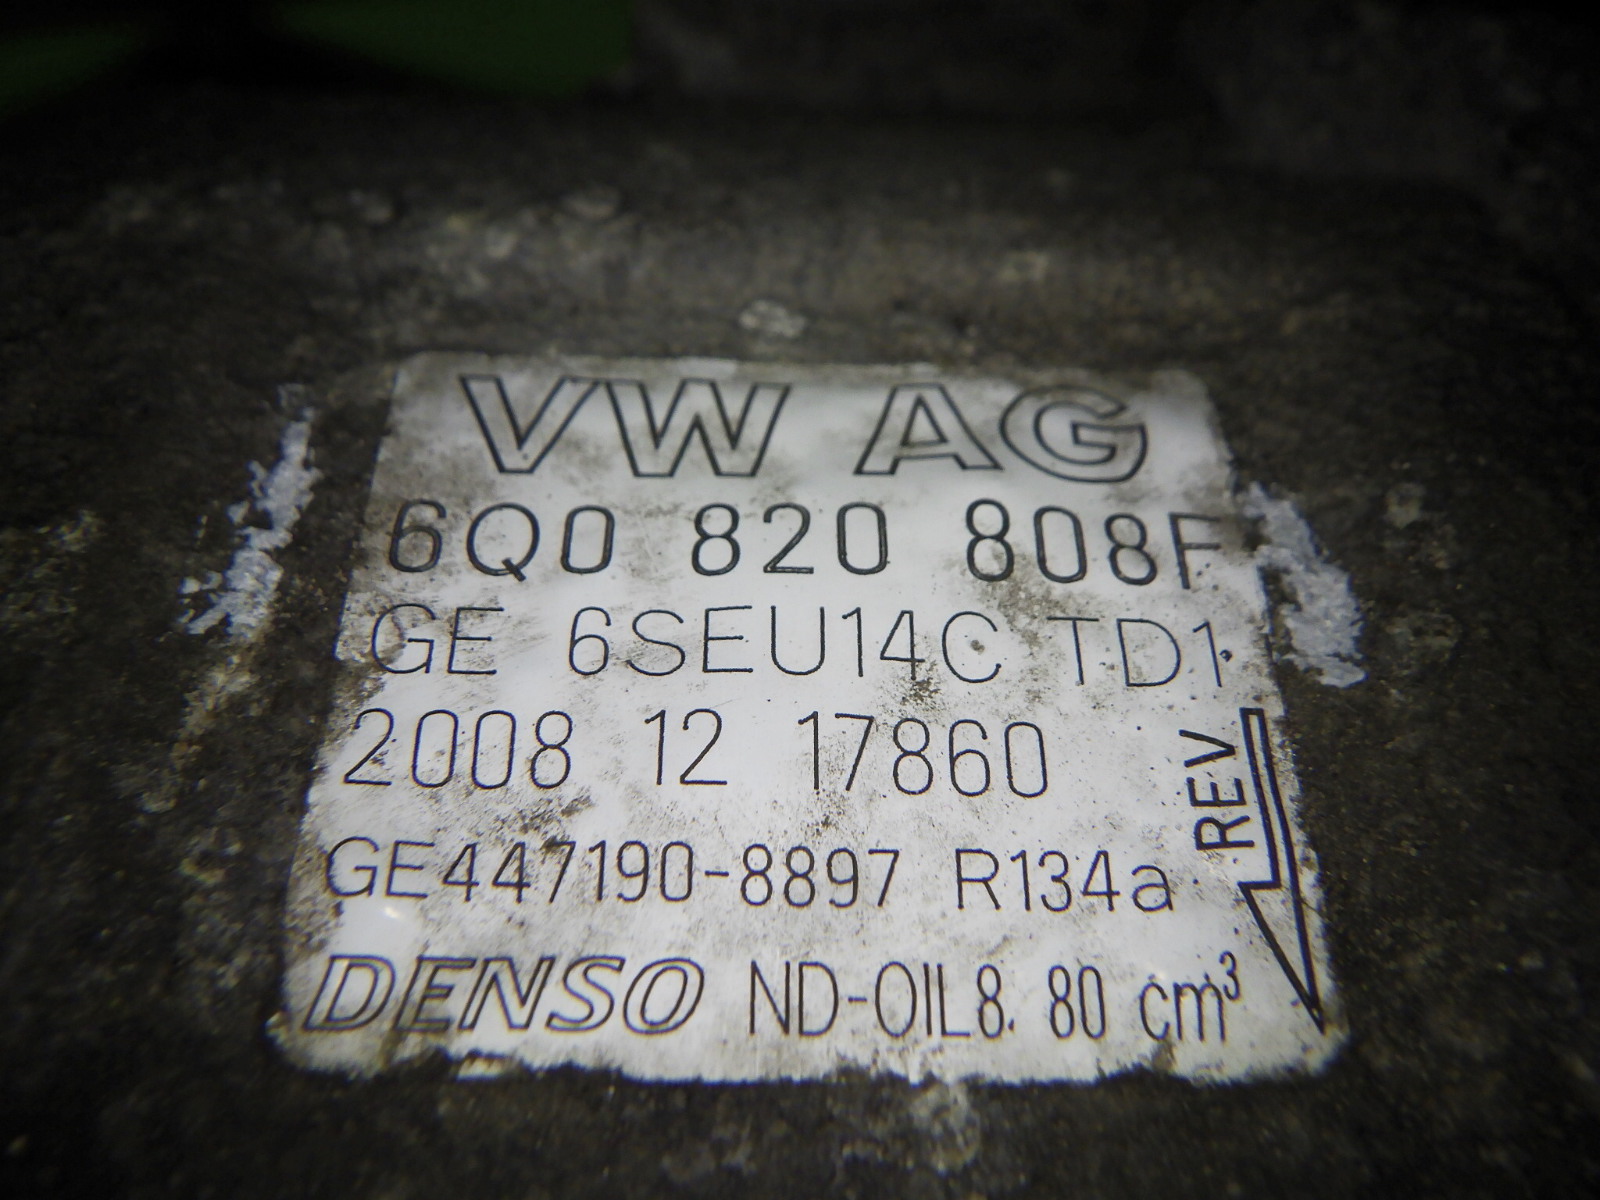 VW AG
6Q0 820 808F
GE 6SEU14C TD1
2008 12 17860
GE447190-8897 R134a
DENSO ND-OIL8. 80 cm³
REV